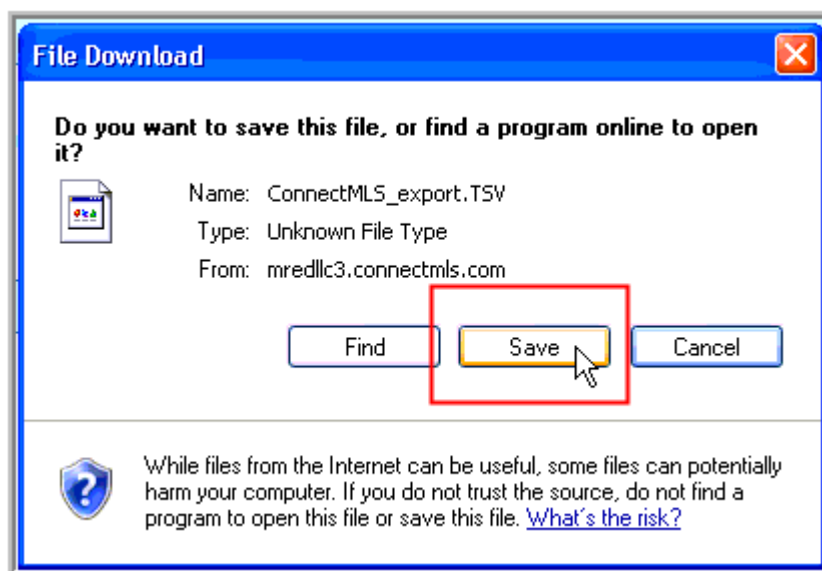 File Download
Do you want to save this file, or find a program online to open
it?
Name: ConnectMLS_export.TSV
Type: Unknown File Type
From: mredllc3.connectmls.com
Find Save Cancel
While files from the Internet can be useful, some files can potentially
harm your computer. If you do not trust the source, do not find a
program to open this file or save this file. What's the risk?